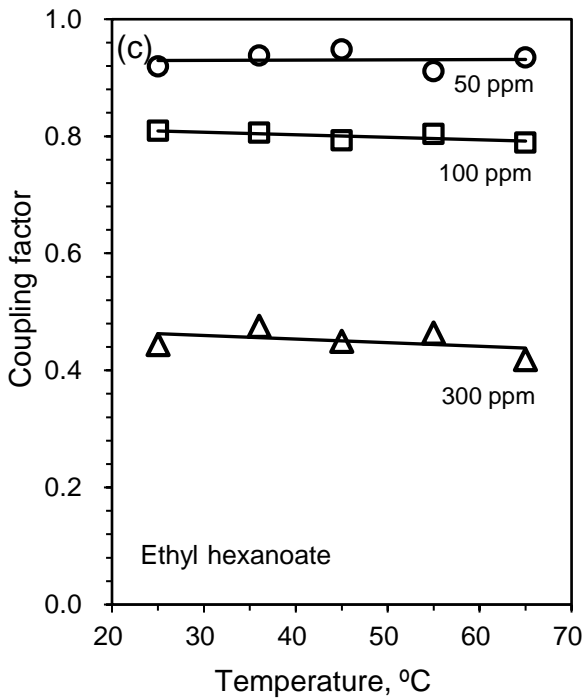 1.0
(c)
50 ppm
0.8
100 ppm
0.6
Coupling factor
0.4
300 ppm
0.2
Ethyl hexanoate
0.0
20 30 40 50 60 70
Temperature, ºC